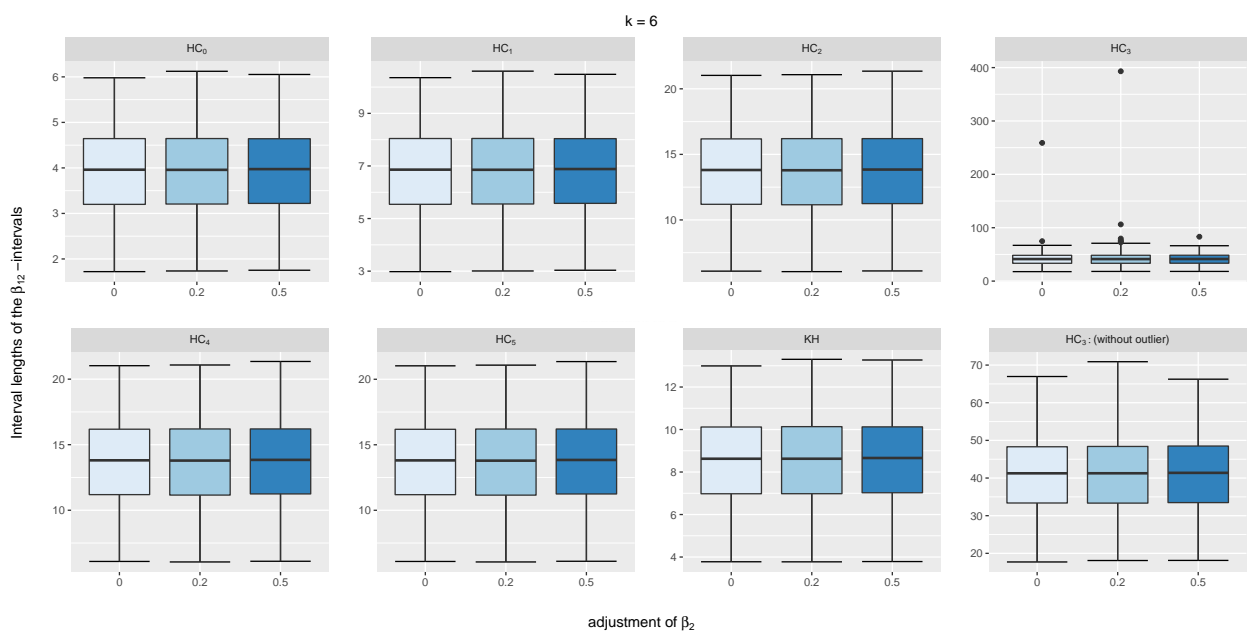 k = 6
Interval lengths of the β₁₂ −intervals
HC₀
6
5
4
3
2
0 0.2 0.5
HC₁
9
7
5
3
0 0.2 0.5
HC₂
20
15
10
0 0.2 0.5
HC₃
400
300
200
100
0
0 0.2 0.5
HC₄
20
15
10
0 0.2 0.5
HC₅
20
15
10
0 0.2 0.5
KH
12
10
8
6
4
0 0.2 0.5
HC₃ : (without outlier)
70
60
50
40
30
20
0 0.2 0.5
adjustment of β₂